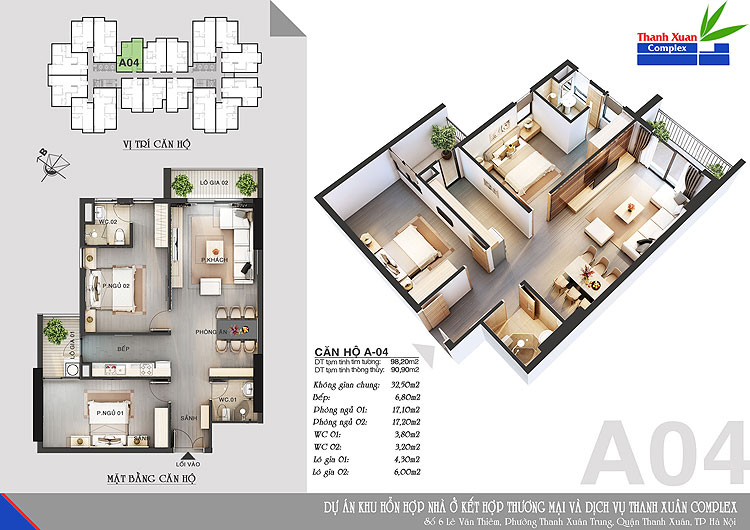 A04
VỊ TRÍ CĂN HỘ
B
LÔ GIA 02
WC.02
P.KHÁCH
P.NGỦ 02
PHÒNG ĂN
LÔ GIA 01
BẾP
WC.01
P.NGỦ 01
SẢNH
SẢNH
LỐI VÀO
MẶT BẰNG CĂN HỘ
Thanh Xuan
Complex
CĂN HỘ A-04
DT tạm tính tim tường: 98,20m2
DT tạm tính thông thủy: 90,90m2
Không gian chung: 32,50m2
Bếp: 6,80m2
Phòng ngủ 01: 17,10m2
Phòng ngủ 02: 17,20m2
WC 01: 3,80m2
WC 02: 3,20m2
Lô gia 01: 4,30m2
Lô gia 02: 6,00m2
A04
DỰ ÁN KHU HỖN HỢP NHÀ Ở KẾT HỢP THƯƠNG MẠI VÀ DỊCH VỤ THANH XUÂN COMPLEX
Số 6 Lê Văn Thiêm, Phường Thanh Xuân Trung, Quận Thanh Xuân, TP Hà Nội